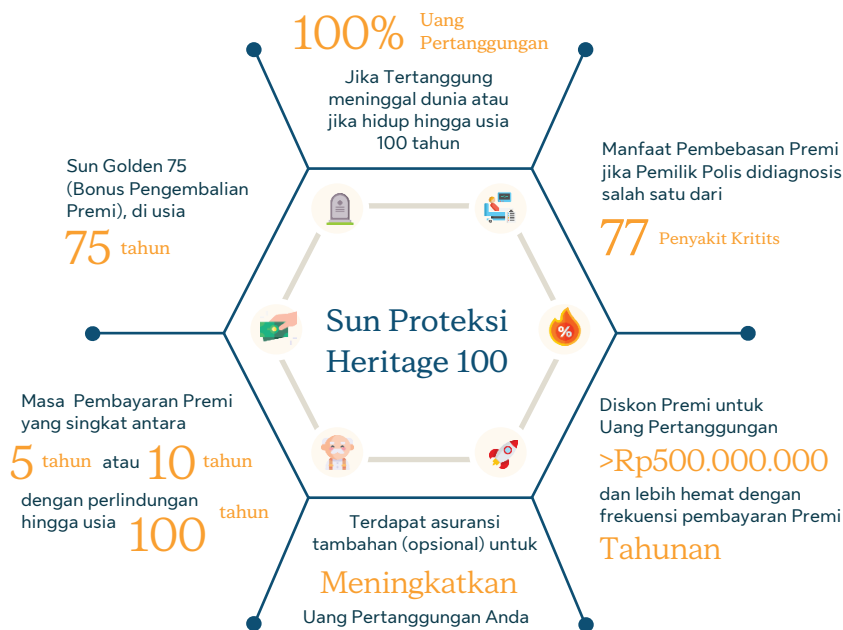 100% Uang
Pertanggungan
Jika Tertanggung
meninggal dunia atau
jika hidup hingga usia
100 tahun
Sun Golden 75
(Bonus Pengembalian
Premi), di usia
75 tahun
Manfaat Pembebasan Premi
jika Pemilik Polis didiagnosis
salah satu dari
77 Penyakit Kritits
%
Sun Proteksi
Heritage 100
Masa Pembayaran Premi
yang singkat antara
5 tahun atau 10 tahun
dengan perlindungan
hingga usia 100 tahun
Diskon Premi untuk
Uang Pertanggungan
>Rp500.000.000
dan lebih hemat dengan
frekuensi pembayaran Premi
Tahunan
Terdapat asuransi
tambahan (opsional) untuk
Meningkatkan
Uang Pertanggungan Anda